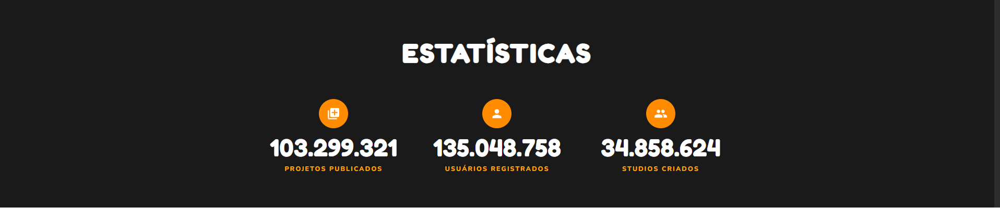 ESTATÍSTICAS
103.299.321 135.048.758 34.858.624
PROJETOS PUBLICADOS USUÁRIOS REGISTRADOS STUDIOS CRIADOS